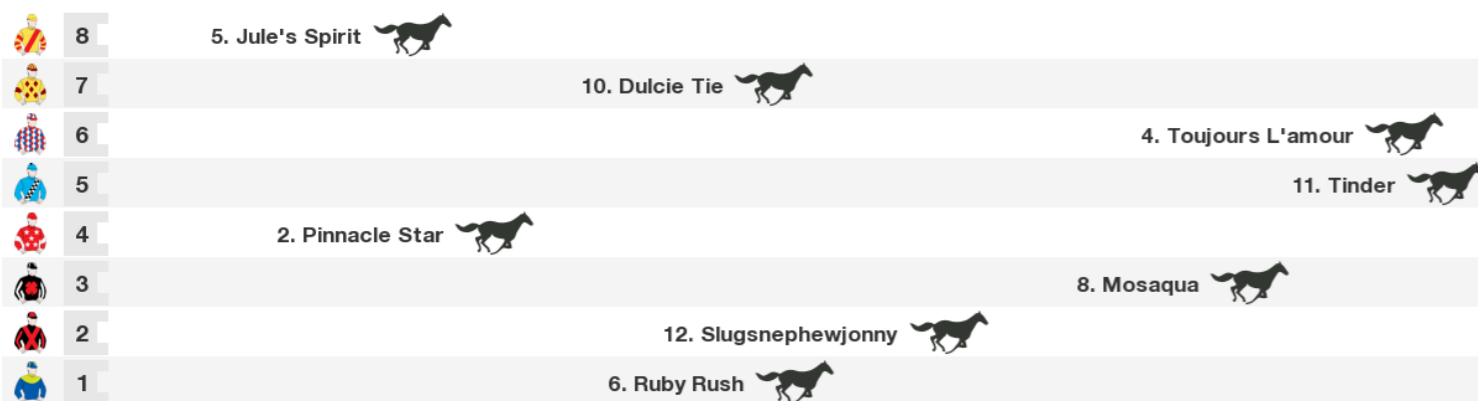 8 5. Jule's Spirit
7 10. Dulcie Tie
6 4. Toujours L'amour
5 11. Tinder
4 2. Pinnacle Star
3 8. Mosaqua
2 12. Slugsnephewjonny
1 6. Ruby Rush